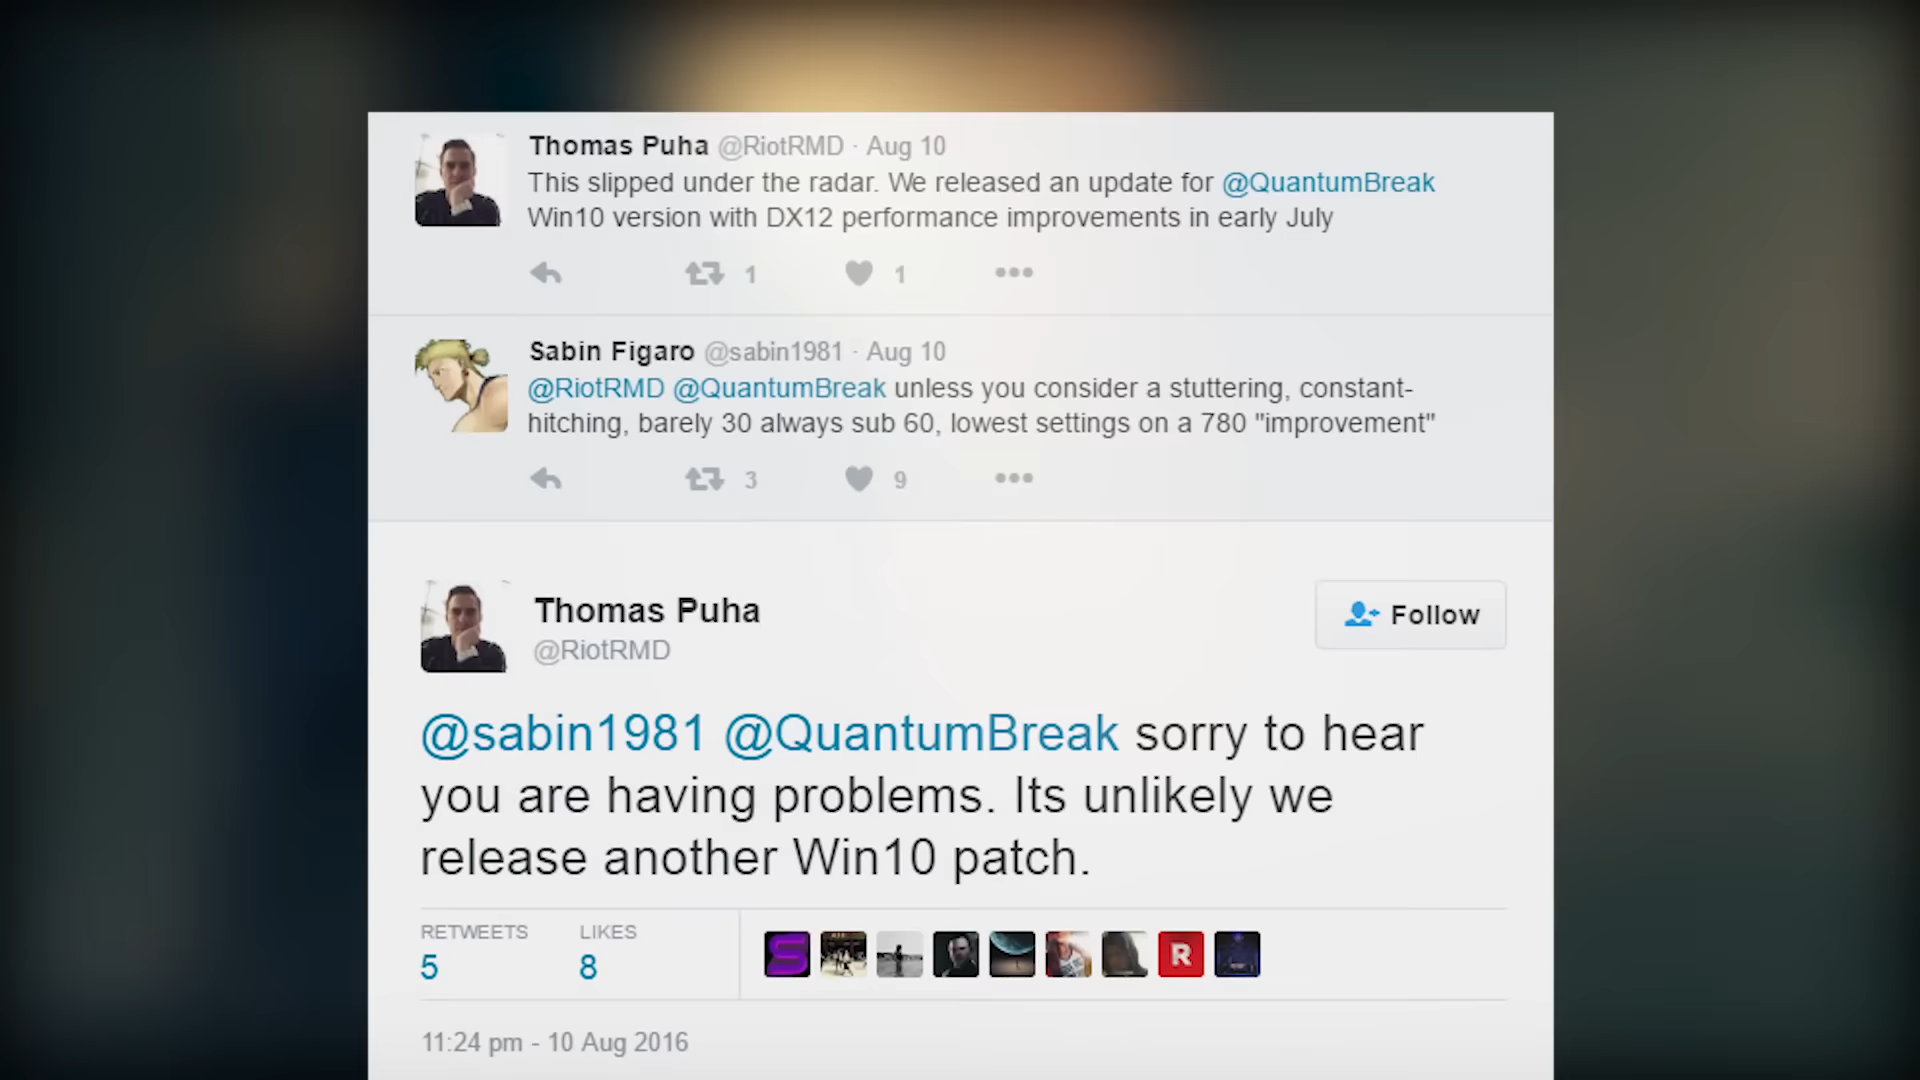 Thomas Puha @RiotRMD · Aug 10
This slipped under the radar. We released an update for @QuantumBreak
Win10 version with DX12 performance improvements in early July
1 1
Sabin Figaro @sabin1981 · Aug 10
@RiotRMD @QuantumBreak unless you consider a stuttering, constant-
hitching, barely 30 always sub 60, lowest settings on a 780 "improvement"
3 9
Thomas Puha
@RiotRMD
Follow
@sabin1981 @QuantumBreak sorry to hear
you are having problems. Its unlikely we
release another Win10 patch.
RETWEETS LIKES
5 8
R
11:24 pm - 10 Aug 2016